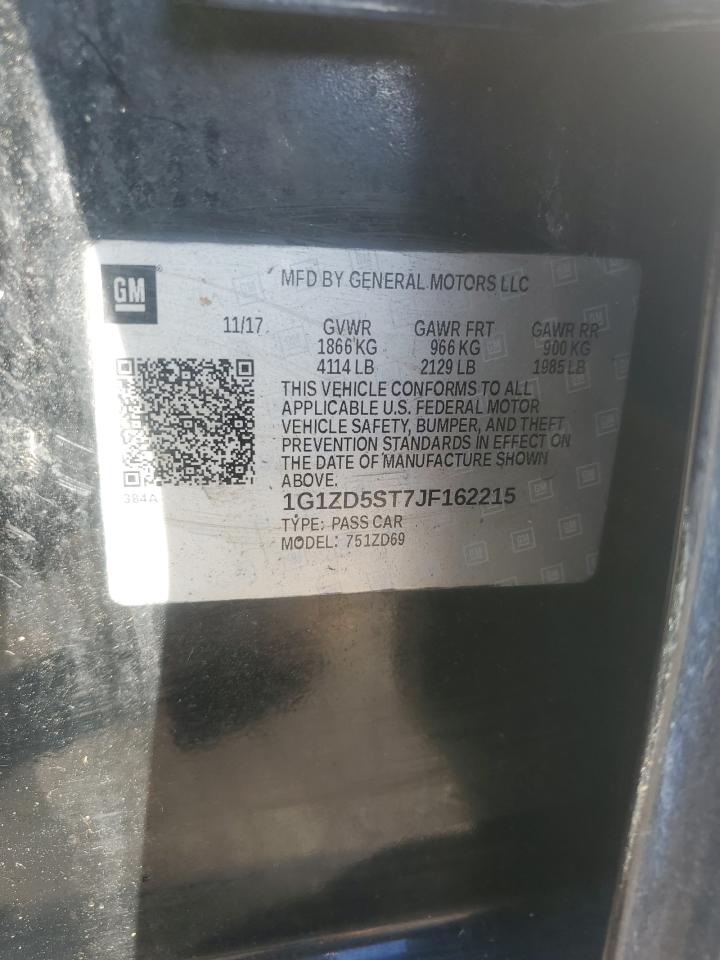 GM
MFD BY GENERAL MOTORS LLC
11/17 GVWR GAWR FRT GAWR RR
1866 KG 966 KG 900 KG
4114 LB 2129 LB 1985 LB
THIS VEHICLE CONFORMS TO ALL
APPLICABLE U.S. FEDERAL MOTOR
VEHICLE SAFETY, BUMPER, AND THEFT
PREVENTION STANDARDS IN EFFECT ON
THE DATE OF MANUFACTURE SHOWN
ABOVE.
384A
1G1ZD5ST7JF162215
TYPE: PASS CAR
MODEL: 751ZD69